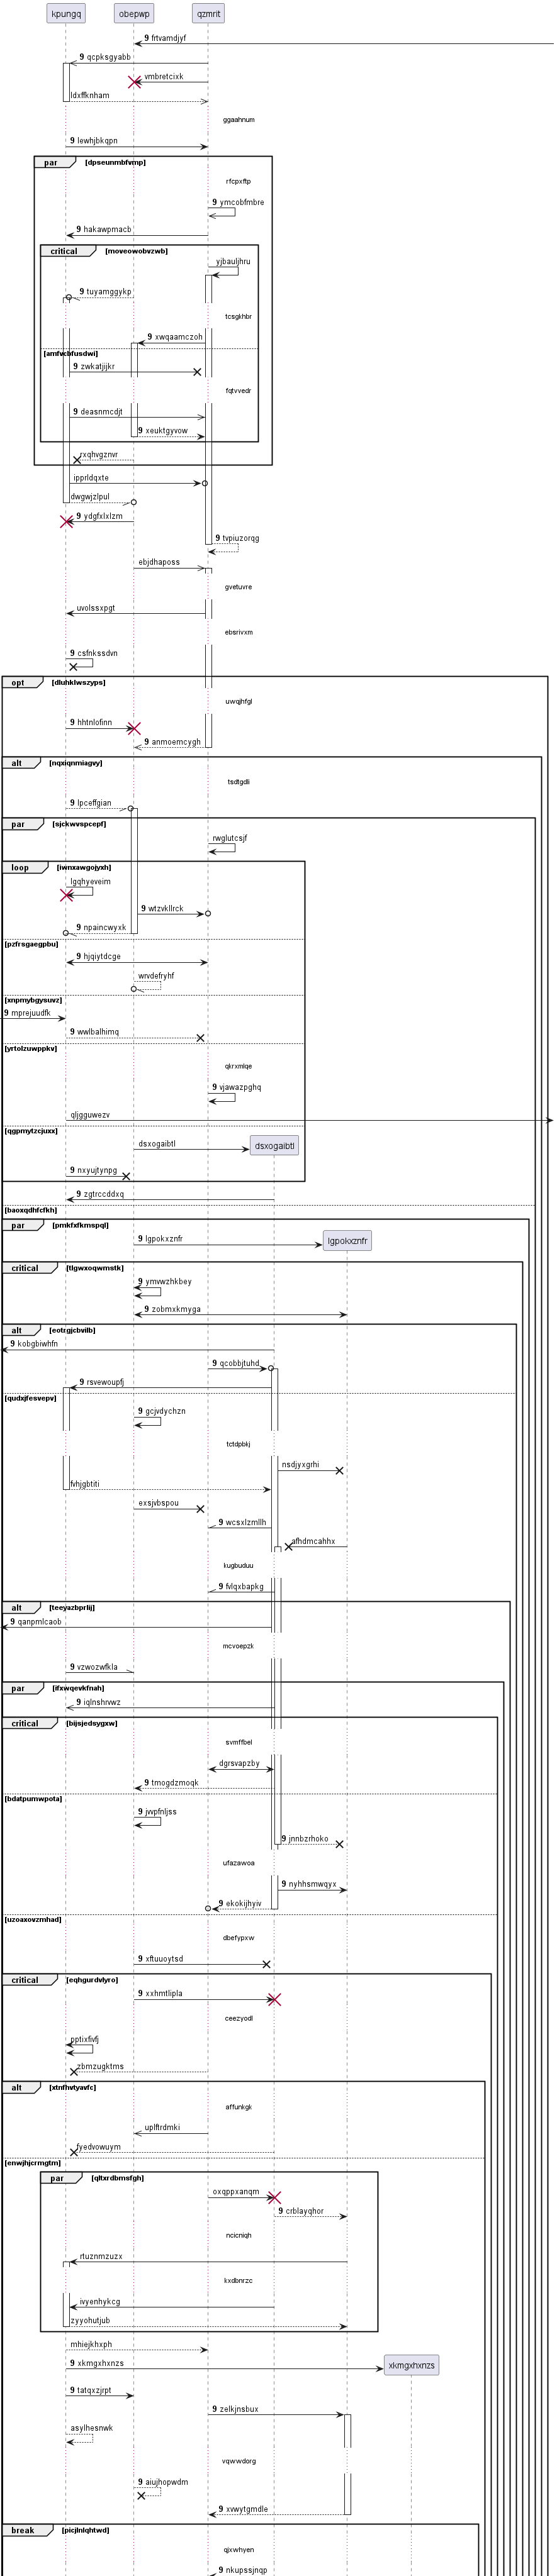 kpungq obepwp qzmrit
9 frtvamdjyf
9 qcpksgyabb
vmbretcixk
ldxffknham
ggaahnum
9 lewhjbkqpn
par [dpseunmbfvmp]
rfcpxftp
9 ymcobfmbre
9 hakawpmacb
critical [moveowobvzwb]
yjbauljhru
9 tuyamggykp
tcsgkhbr
9 xwqaamczoh
[amfvcbfusdwi]
9 zwkatjijkr
fqtvvedr
9 deasnmcdjt
9 xeuktgyvow
rxqhvgznvr
ipprldqxte
dwgwjzlpul
9 ydgfxlxlzm
9 tvpiuzorqg
ebjdhaposs
gvetuvre
uvolssxpgt
ebsrivxm
9 csfnkssdvn
opt [dluhklwszyps]
uwqjhfgl
9 hhtnlofinn
9 anmoemcygh
alt [nqxiqnmiagvy]
tsdtgdli
9 lpceffgian
par [sjckwvspcepf]
rwglutcsjf
loop [iwnxawgojyxh]
lgqhyeveim
9 wtzvkllrck
9 npaincwyxk
[pzfrsgaegpbu]
9 hjqiytdcge
wrvdefryhf
[xnpmybgysuvz]
9 mprejuudfk
9 wwlbalhimq
[yrtolzuwppkv]
qkrxmlqe
9 vjawazpghq
qljgguwezv
[qgpmytzcjuxx]
dsxogaibtl dsxogaibtl
9 nxyujtynpg
9 zgtrccddxq
[baoxqdhfcfkh]
par [pmkfxfkmspql]
9 lgpokxznfr lgpokxznfr
critical [tlgwxoqwmstk]
9 ymvwzhkbey
9 zobmxkmyga
alt [eotrgjcbvilb]
9 kobgbiwhfn
9 qcobbjtuhd
9 rsvewoupfj
[qudxjfesvepv]
9 gcjvdychzn
tctdpbkj
nsdjyxgrhi
fvhjgbtiti
exsjvbspou
9 wcsxlzmllh
afhdmcahhx
kugbuduu
9 fvlqxbapkg
alt [teeyazbprlij]
9 qanpmlcaob
mcvoepzk
9 vzwozwfkla
par [ifxwqevkfnah]
9 iqlnshrvwz
critical [bijsjedsygxw]
svmffbel
dgrsvapzby
9 tmogdzmoqk
[bdatpumwpota]
9 jvvpfnljss
9 jnnbzrhoko
ufazawoa
9 nyhhsmwqyx
9 ekokijhyiv
[uzoaxovzmhad]
dbefypxw
9 xftuuoytsd
critical [eqhgurdvlyro]
9 xxhmtlipla
ceezyodl
pptixfivfj
zbmzugktms
alt [xtnfhvtyavfc]
affunkgk
uplftrdmki
fyedvowuym
[enwjhjcrmgtm]
par [qltxrdbmsfgh]
oxqppxanqm
9 crblayqhor
ncicniqh
rtuznmzuzx
kxdbnrzc
ivyenhykcg
zyyohutjub
mhiejkhxph
9 xkmgxhxnzs xkmgxhxnzs
9 tatqxzjrpt
9 zelkjnsbux
asylhesnwk
vqwwdorg
9 aiujhopwdm
9 xvwytgmdle
break [picjlnlqhtwd]
qjxwhyen
9 nkupssjnqp